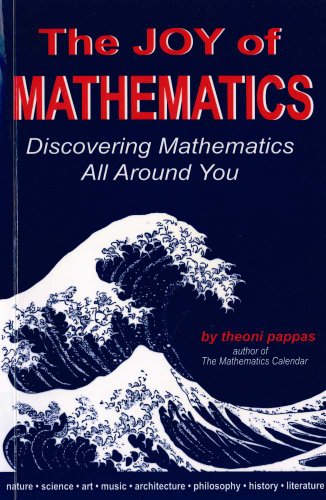 The JOY of
MATHEMATICS
Discovering Mathematics
All Around You
by theoni pappas
author of
The Mathematics Calendar
nature • science • art • music • architecture • philosophy • history • literature